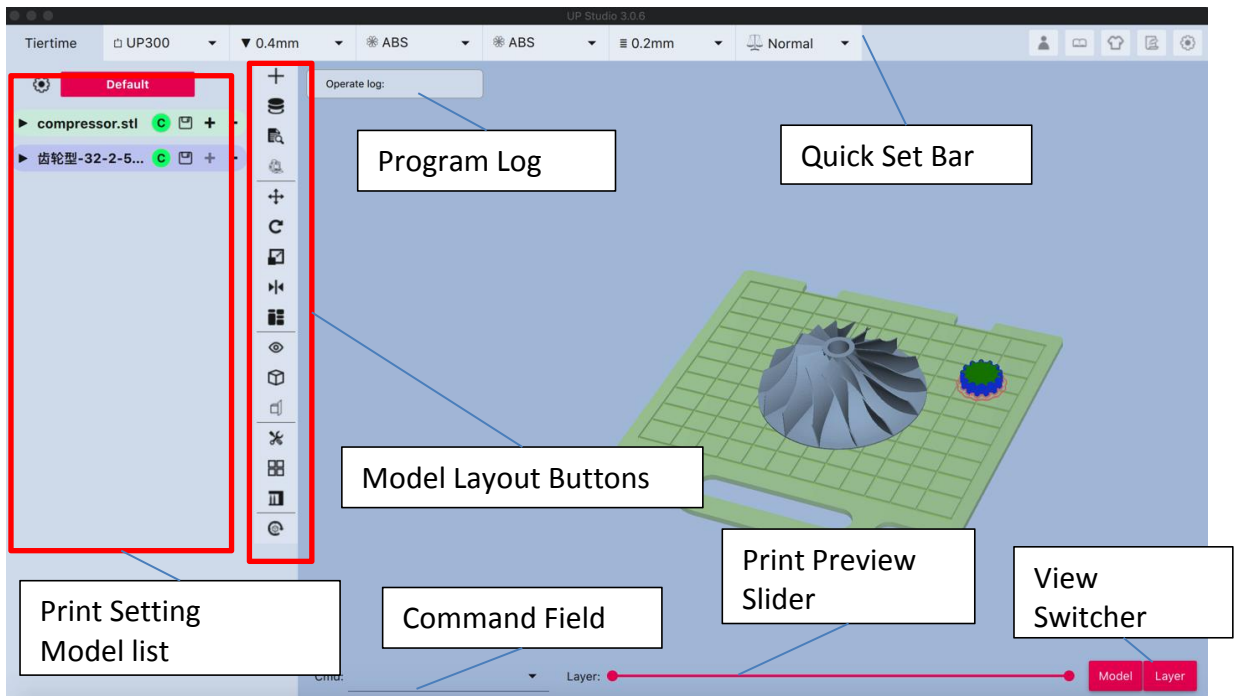 UP Studio 3.0.6
Tiertime UP300 0.4mm ABS ABS 0.2mm Normal
Default
Operate log:
compressor.stl C
齿轮型-32-2-5... C
Program Log
Quick Set Bar
Model Layout Buttons
Print Preview
Slider
View
Switcher
Print Setting
Model list
Command Field
Cmd:
Layer:
Model Layer